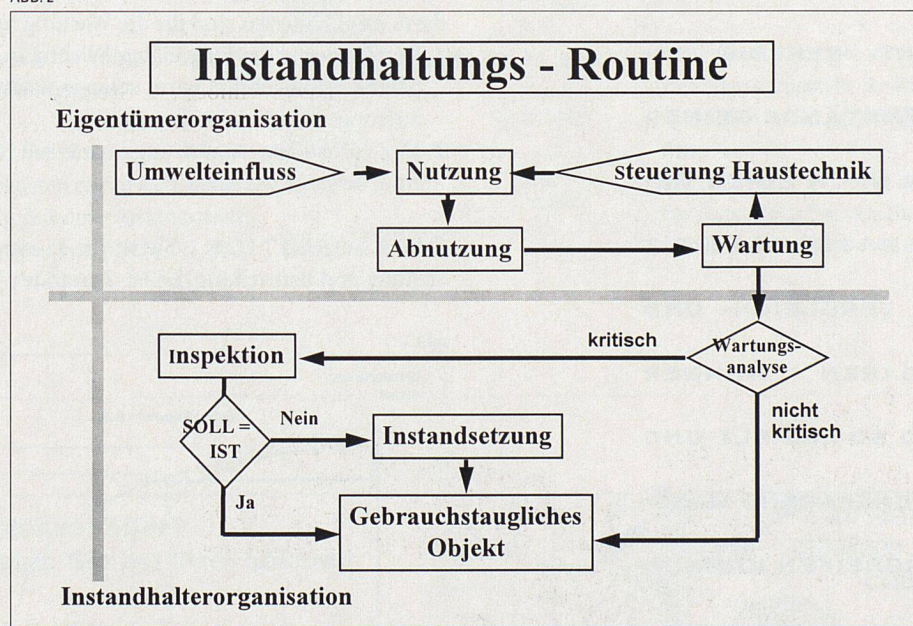 Instandhaltungs Routine
Eigentümerorganisation
Umwelteinfluss
Nutzung
Steuerung Haustechnik
Abnutzung
Wartung
Inspektion
kritisch
Wartungs-
analyse
SOLL =
IST
Nein
Instandsetzung
nicht
kritisch
Ja
Gebrauchstaugliches
Objekt
Instandhalterorganisation